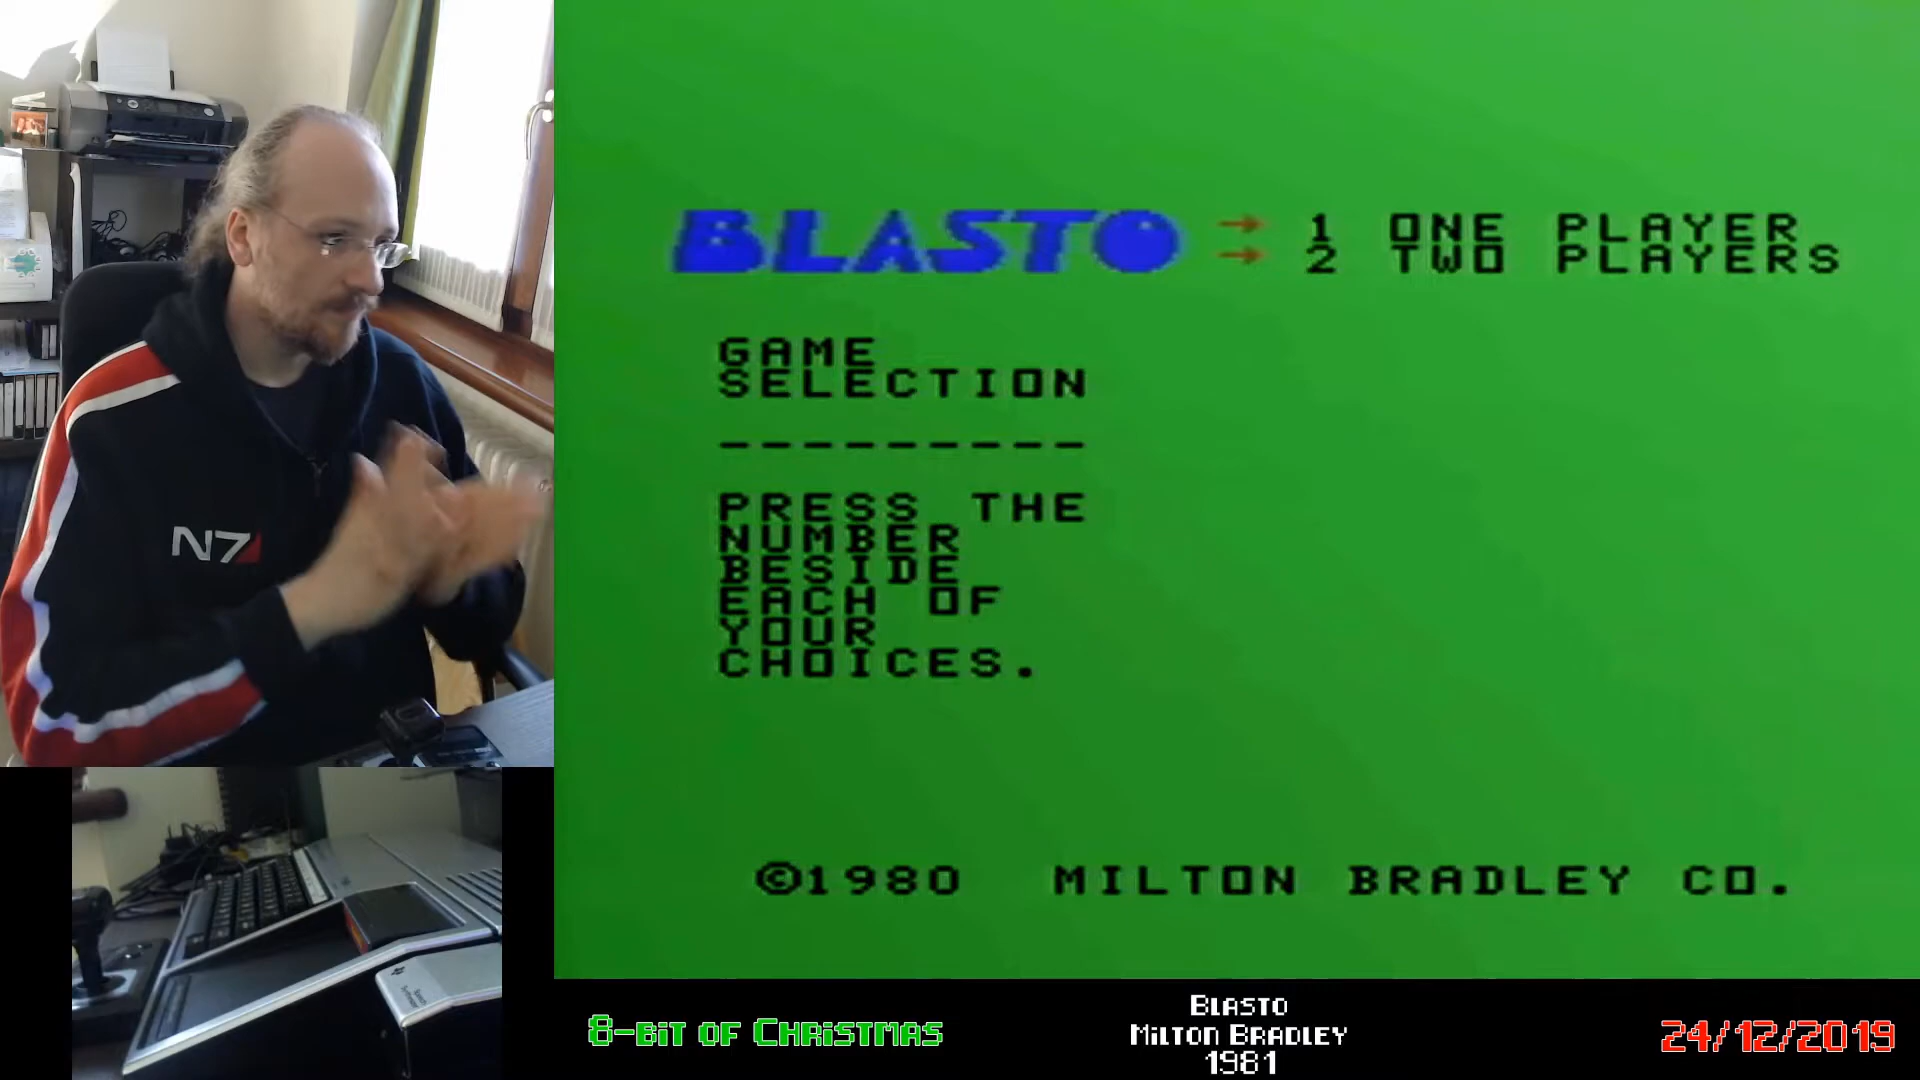 BLASTO → 1 ONE PLAYER
→ 2 TWO PLAYERS
GAME
SELECTION
---------
PRESS THE
NUMBER
BESIDE
EACH OF
YOUR
CHOICES.
©1980 MILTON BRADLEY CO.
N7
8-BIT OF CHRISTMAS
BLASTO
MILTON BRADLEY
1981
24/12/2019